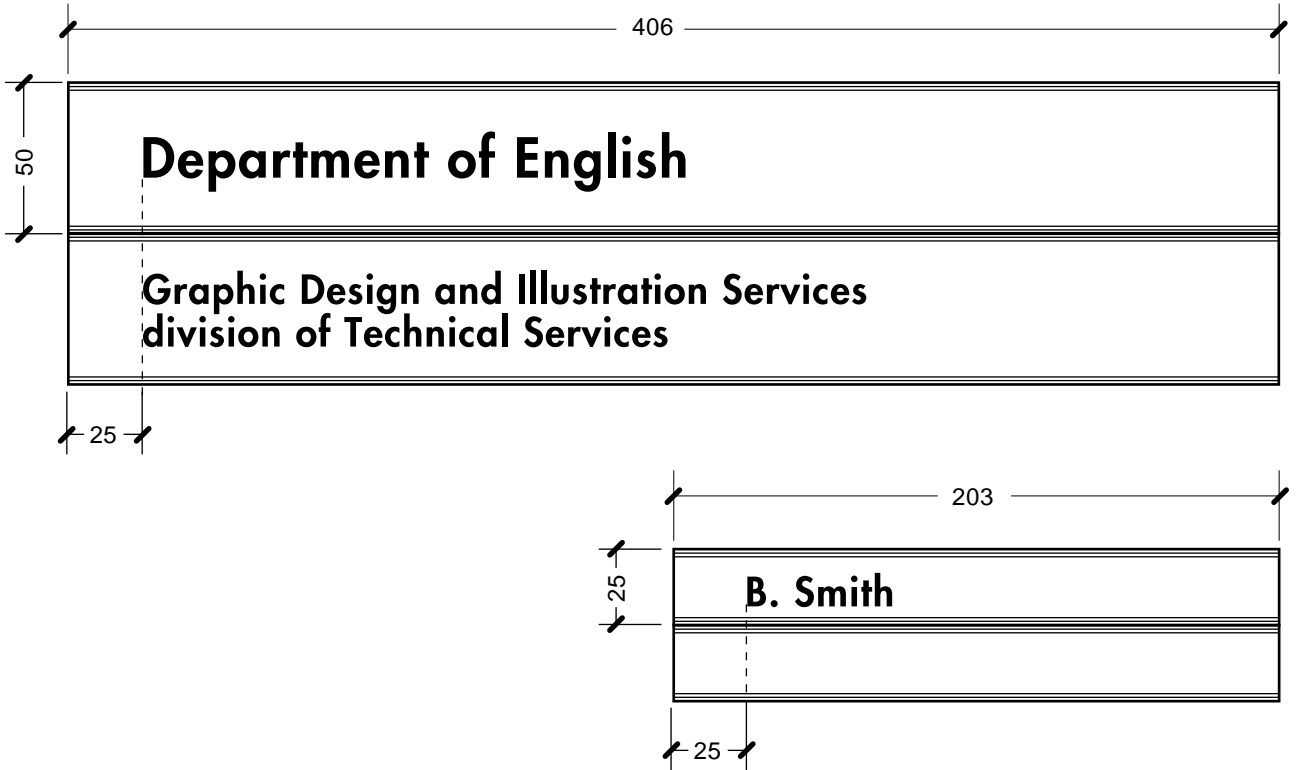 406
50
Department of English
Graphic Design and Illustration Services
division of Technical Services
25
203
25
B. Smith
25